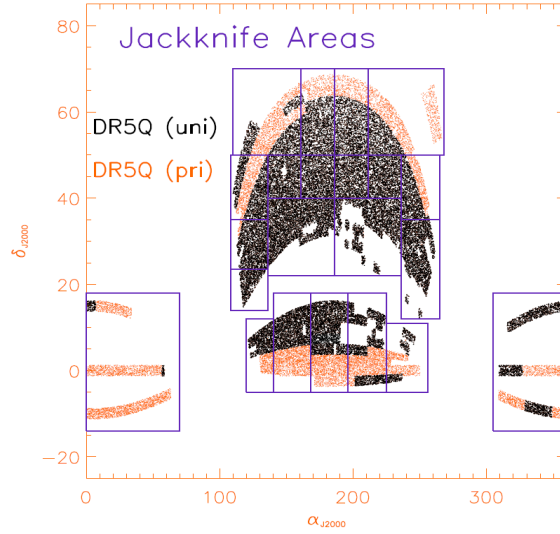 80
Jackknife Areas
60
DR5Q (uni)
DR5Q (pri)
40
20
0
−20
δJ2000
0 100 200 300
αJ2000